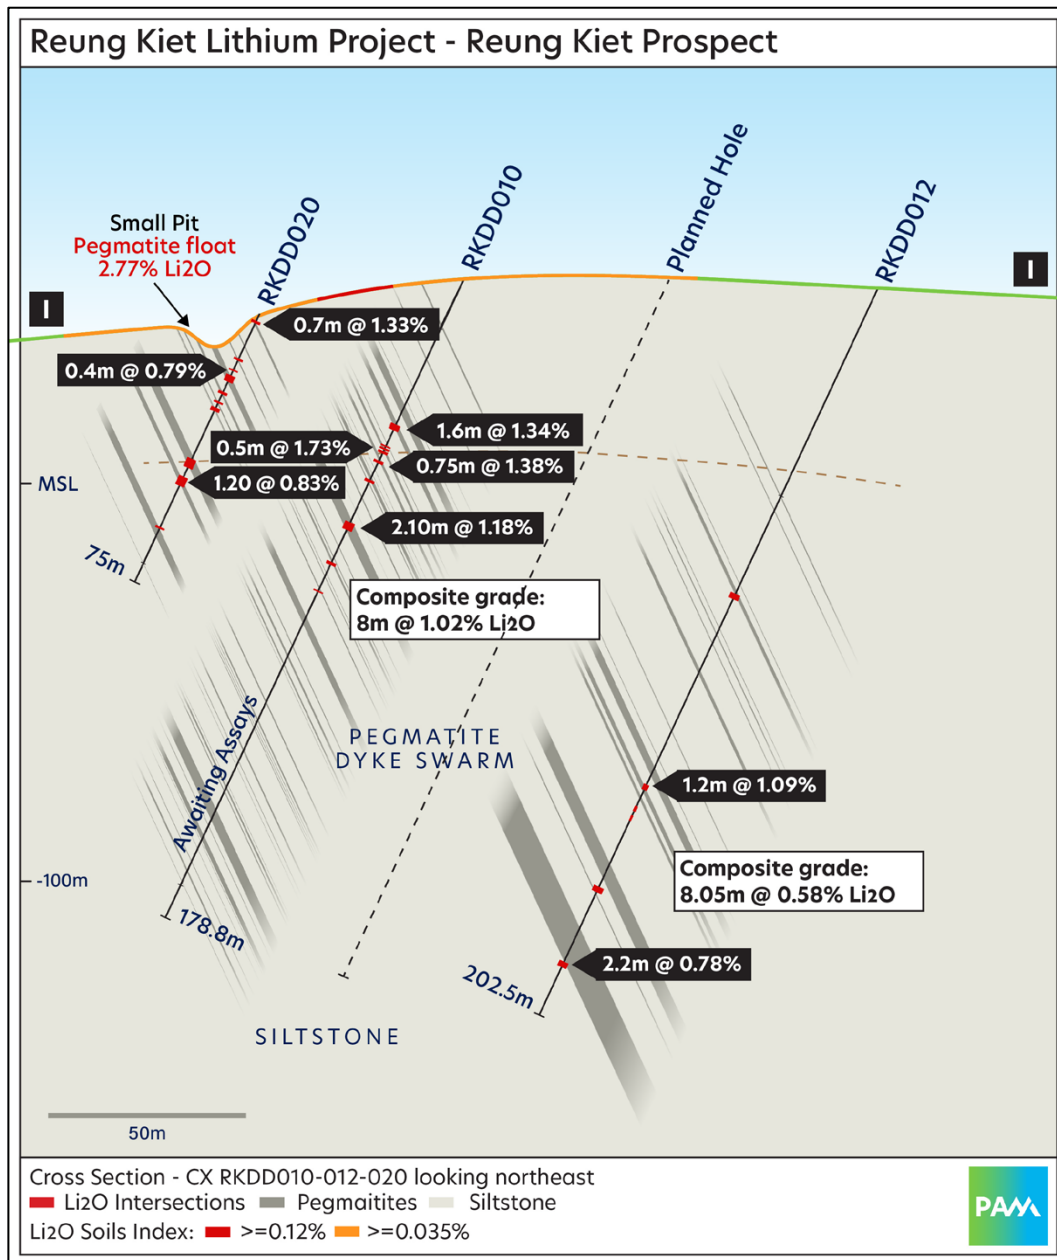 Reung Kiet Lithium Project - Reung Kiet Prospect
Small Pit
Pegmatite float
2.77% Li2O
RKDD020
RKDD010
Planned Hole
RKDD012
I
I
0.7m @ 1.33%
0.4m @ 0.79%
1.6m @ 1.34%
0.5m @ 1.73%
0.75m @ 1.38%
MSL
1.20 @ 0.83%
2.10m @ 1.18%
75m
Composite grade:
8m @ 1.02% Li2O
Awaiting Assays
PEGMATITE
DYKE SWARM
1.2m @ 1.09%
-100m
Composite grade:
8.05m @ 0.58% Li2O
178.8m
2.2m @ 0.78%
202.5m
SILTSTONE
50m
Cross Section - CX RKDD010-012-020 looking northeast
Li2O Intersections Pegmaitites Siltstone
Li2O Soils Index: >=0.12% >=0.035%
PAM